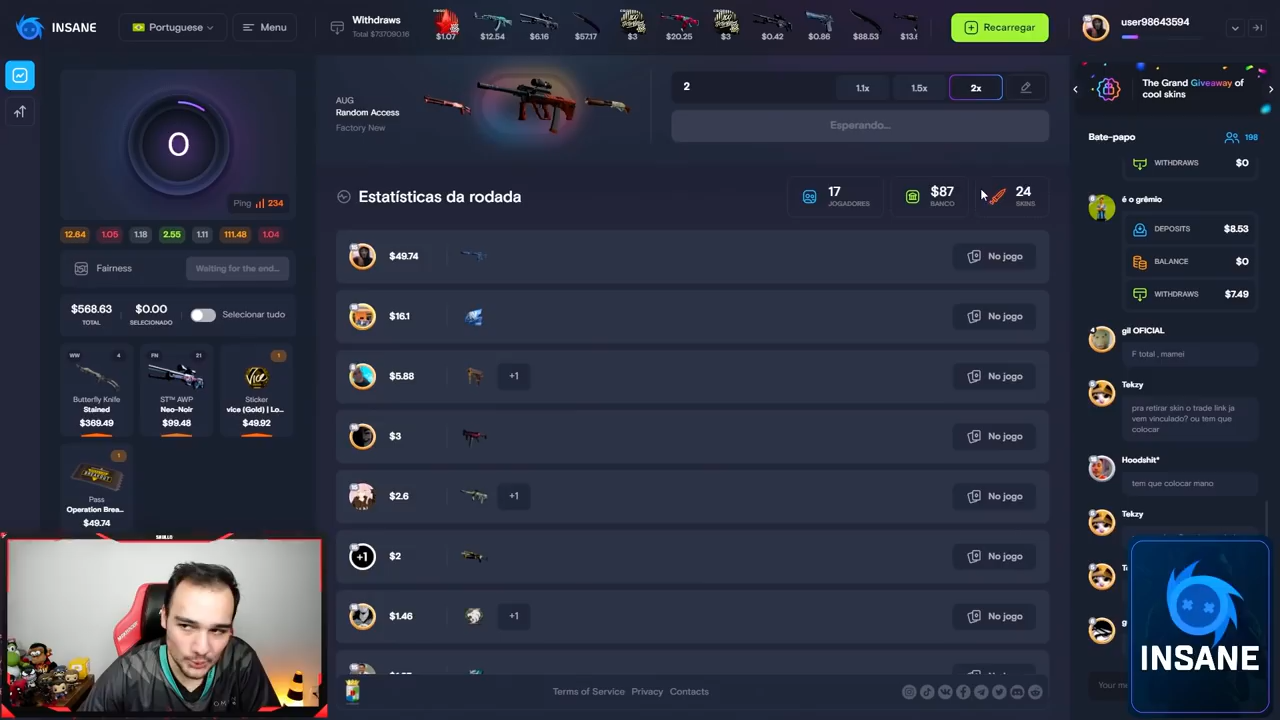 INSANE
Portuguese
Menu
Withdraws
Total $737090.16
$1.07
$12.54
$6.16
$57.17
$3
$20.25
$3
$0.42
$0.86
$88.53
Recarregar
user98643594
0
Ping 234
12.64
1.05
1.18
2.55
1.11
111.48
1.04
Fairness
Waiting for the end...
$568.63
TOTAL
$0.00
SELECIONADO
Selecionar tudo
WW 4
Butterfly Knife
Stained
$369.49
FN 21
ST™ AWP
Neo-Noir
$99.48
1
Sticker
vice (Gold) | Lo...
$49.92
1
Pass
Operation Brea...
$49.74
AUG
Random Access
Factory New
2
1.1x
1.5x
2x
Esperando...
Estatísticas da rodada
17
JOGADORES
$87
BANCO
24
SKINS
$49.74
No jogo
$16.1
No jogo
$5.88
+1
No jogo
$3
No jogo
$2.6
+1
No jogo
+1
$2
No jogo
$1.46
+1
No jogo
Terms of Service
Privacy
Contacts
The Grand Giveaway of
cool skins
Bate-papo
198
WITHDRAWS
$0
é o grêmio
DEPOSITS
$8.53
BALANCE
$0
WITHDRAWS
$7.49
gil OFICIAL
F total , mamei
Tekzy
pra retirar skin o trade link ja
vem vinculado? ou tem que
colocar
Hoodshit*
tem que colocar mano
Tekzy
INSANE